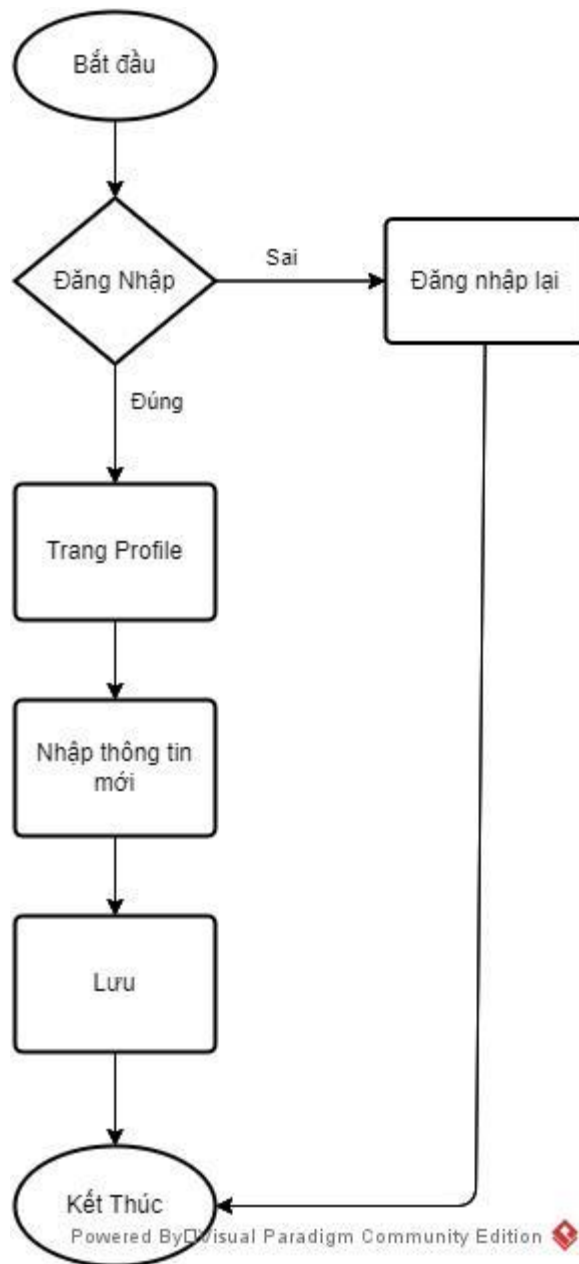 Bắt đầu
Đăng Nhập
Sai
Đăng nhập lại
Đúng
Trang Profile
Nhập thông tin
mới
Lưu
Kết Thúc
Powered By□Visual Paradigm Community Edition